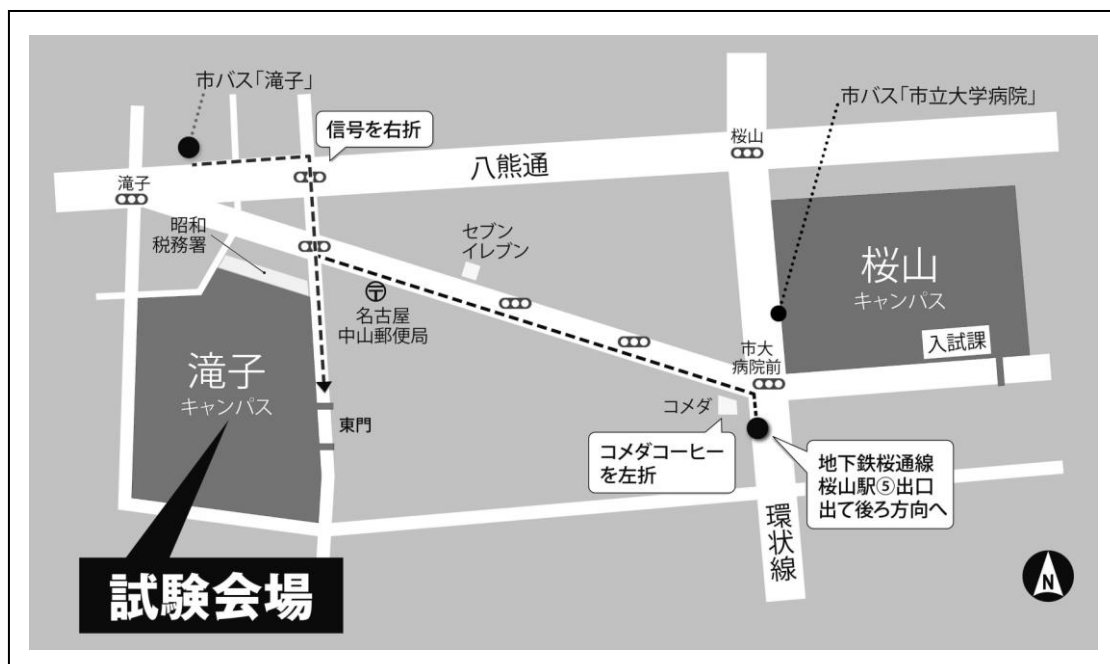 市バス「滝子」
市バス「市立大学病院」
信号を右折
桜山
八熊通
滝子
昭和
税務署
セブン
イレブン
桜山
キャンパス
〒
名古屋
中山郵便局
入試課
市大
病院前
滝子
キャンパス
コメダ
東門
コメダコーヒー
を左折
地下鉄桜通線
桜山駅⑤出口
出て後ろ方向へ
環状線
試験会場
N